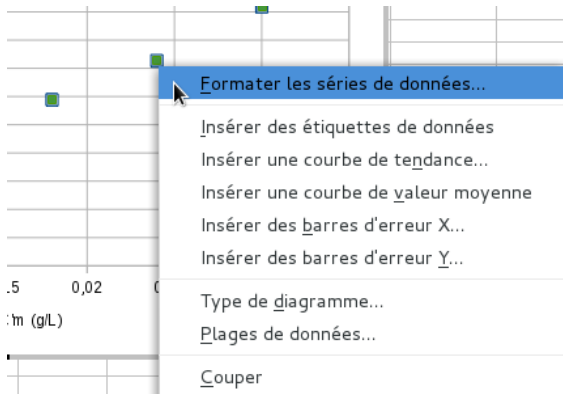 Formater les séries de données...
Insérer des étiquettes de données
Insérer une courbe de tendance...
Insérer une courbe de valeur moyenne
Insérer des barres d'erreur X...
Insérer des barres d'erreur Y...
0,02
(g/L)
Type de diagramme...
Plages de données...
Couper